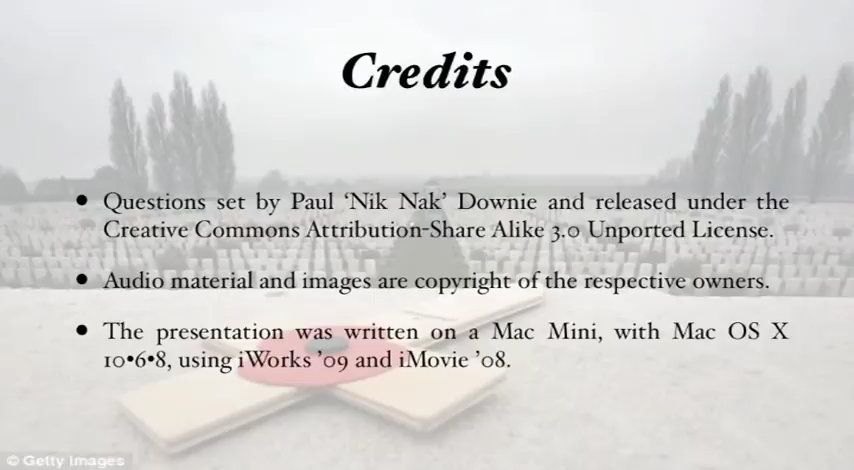 Credits
• Questions set by Paul ‘Nik Nak’ Downie and released under the
Creative Commons Attribution-Share Alike 3.0 Unported License.
• Audio material and images are copyright of the respective owners.
• The presentation was written on a Mac Mini, with Mac OS X
10•6•8, using iWorks ’09 and iMovie ’08.
© Getty Images